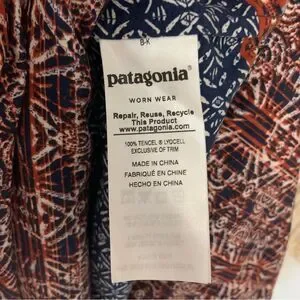 B-K
patagonia®
WORN WEAR
Repair, Reuse, Recycle
This Product
www.patagonia.com
100% TENCEL ® LYOCELL
EXCLUSIVE OF TRIM
MADE IN CHINA
FABRIQUÉ EN CHINE
HECHO EN CHINA